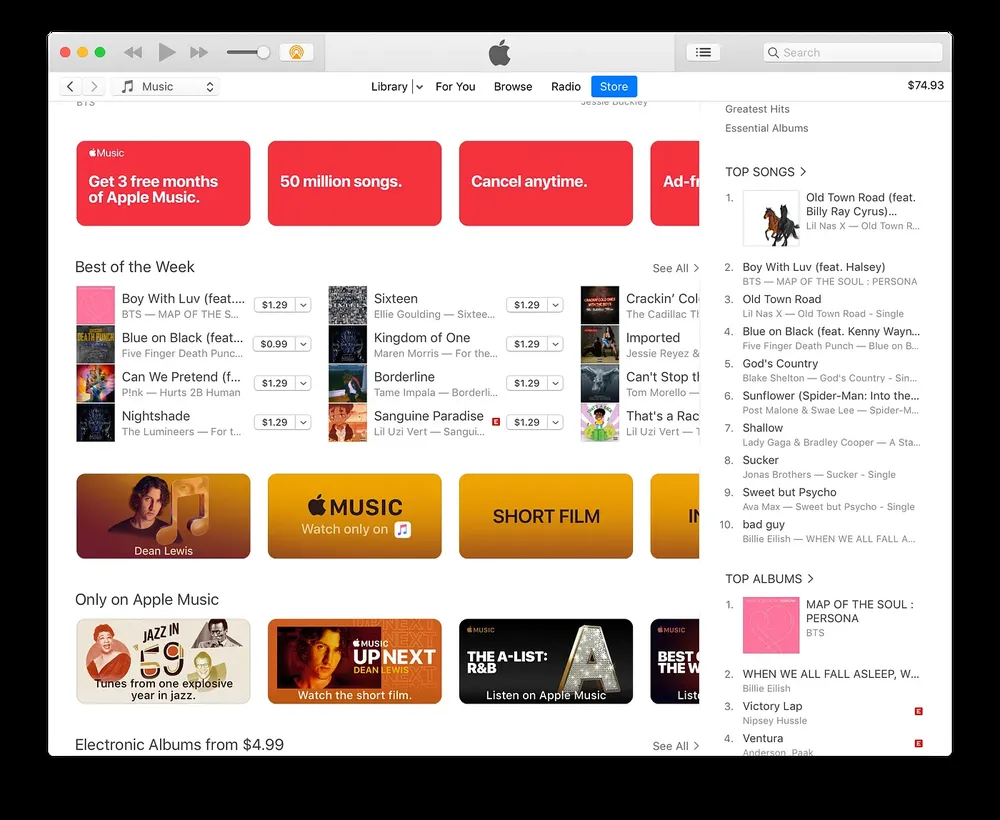 Search
Music
Library
For You
Browse
Radio
Store
$74.93
BTS
Jessie Buckley
Music
Get 3 free months
of Apple Music.
50 million songs.
Cancel anytime.
Ad-fr
Best of the Week
See All
Boy With Luv (feat....
BTS — MAP OF THE S...
$1.29
Blue on Black (feat...
Five Finger Death Punc...
$0.99
Can We Pretend (f...
P!nk — Hurts 2B Human
$1.29
Nightshade
The Lumineers — For t...
$1.29
Sixteen
Ellie Goulding — Sixtee...
$1.29
Kingdom of One
Maren Morris — For the...
$1.29
Borderline
Tame Impala — Borderli...
$1.29
Sanguine Paradise E
Lil Uzi Vert — Sangui...
$1.29
Crackin' Col
The Cadillac T
Imported
Jessie Reyez &
Can't Stop t
Tom Morello —
That's a Rac
Lil Uzi Vert — T
DEATH PUNCH
Dean Lewis
MUSIC
Watch only on
SHORT FILM
IN
Only on Apple Music
JAZZ IN
'59
Tunes from one explosive
year in jazz.
MUSIC
UP NEXT
DEAN LEWIS
Watch the short film.
MUSIC
THE A-LIST:
R&B
A
Listen on Apple Music
MUSIC
BEST O
THE W
Liste
Electronic Albums from $4.99
See All
Greatest Hits
Essential Albums
TOP SONGS
1. Old Town Road (feat.
Billy Ray Cyrus)...
Lil Nas X — Old Town R...
2. Boy With Luv (feat. Halsey)
BTS — MAP OF THE SOUL : PERSONA
3. Old Town Road
Lil Nas X — Old Town Road - Single
4. Blue on Black (feat. Kenny Wayn...
Five Finger Death Punch — Blue on B...
5. God's Country
Blake Shelton — God's Country - Sin...
6. Sunflower (Spider-Man: Into the...
Post Malone & Swae Lee — Spider-M...
7. Shallow
Lady Gaga & Bradley Cooper — A Sta...
8. Sucker
Jonas Brothers — Sucker - Single
9. Sweet but Psycho
Ava Max — Sweet but Psycho - Single
10. bad guy
Billie Eilish — WHEN WE ALL FALL A...
TOP ALBUMS
1. MAP OF THE SOUL :
PERSONA
BTS
2. WHEN WE ALL FALL ASLEEP, W...
Billie Eilish
3. Victory Lap E
Nipsey Hussle
4. Ventura E
Anderson .Paak